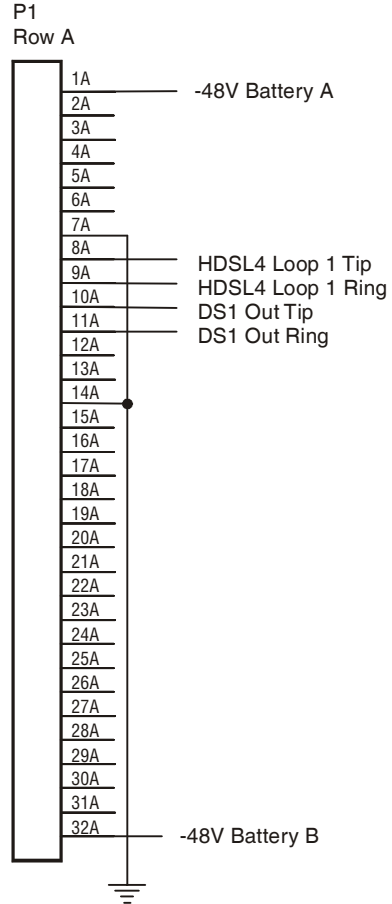 P1
Row A
1A
-48V Battery A
2A
3A
4A
5A
6A
7A
8A
HDSL4 Loop 1 Tip
9A
HDSL4 Loop 1 Ring
10A
DS1 Out Tip
11A
DS1 Out Ring
12A
13A
14A
15A
16A
17A
18A
19A
20A
21A
22A
23A
24A
25A
26A
27A
28A
29A
30A
31A
32A
-48V Battery B